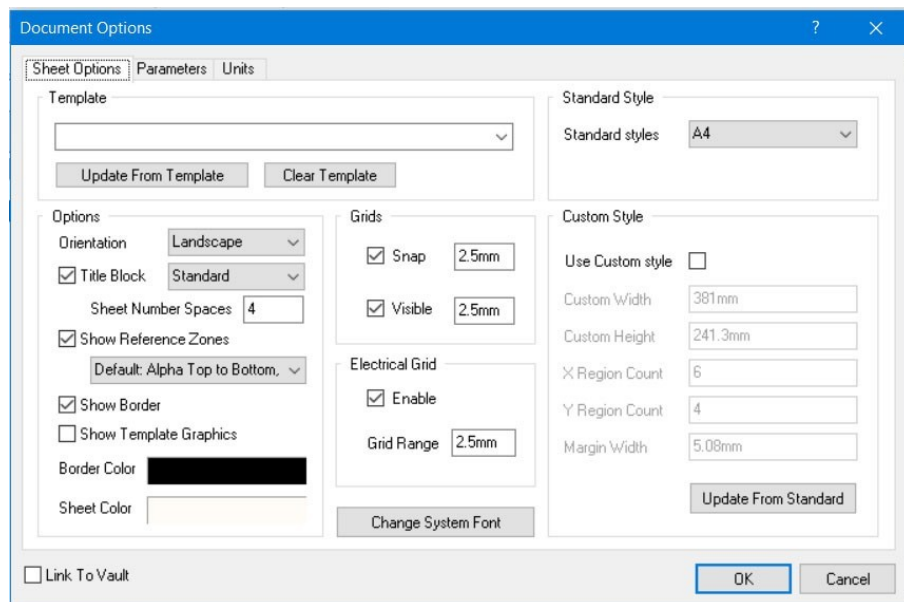 Document Options
?
Sheet Options Parameters Units
Template
Update From Template Clear Template
Standard Style
Standard styles A4
Options
Orientation Landscape
Title Block Standard
Sheet Number Spaces 4
Show Reference Zones
Default: Alpha Top to Bottom,
Show Border
Show Template Graphics
Border Color
Sheet Color
Grids
Snap 2.5mm
Visible 2.5mm
Electrical Grid
Enable
Grid Range 2.5mm
Change System Font
Custom Style
Use Custom style
Custom Width 381mm
Custom Height 241.3mm
X Region Count 6
Y Region Count 4
Margin Width 5.08mm
Update From Standard
Link To Vault
OK Cancel